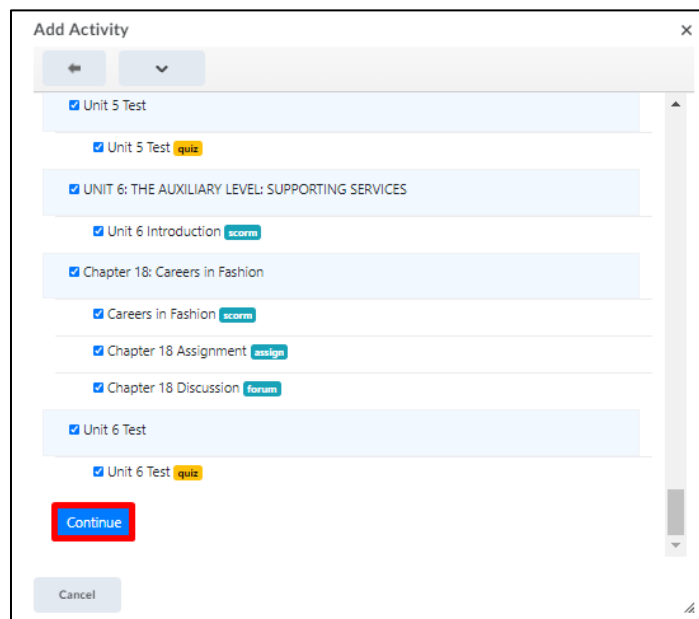 Add Activity
Unit 5 Test
Unit 5 Test quiz
UNIT 6: THE AUXILIARY LEVEL: SUPPORTING SERVICES
Unit 6 Introduction scorm
Chapter 18: Careers in Fashion
Careers in Fashion scorm
Chapter 18 Assignment assign
Chapter 18 Discussion forum
Unit 6 Test
Unit 6 Test quiz
Continue
Cancel